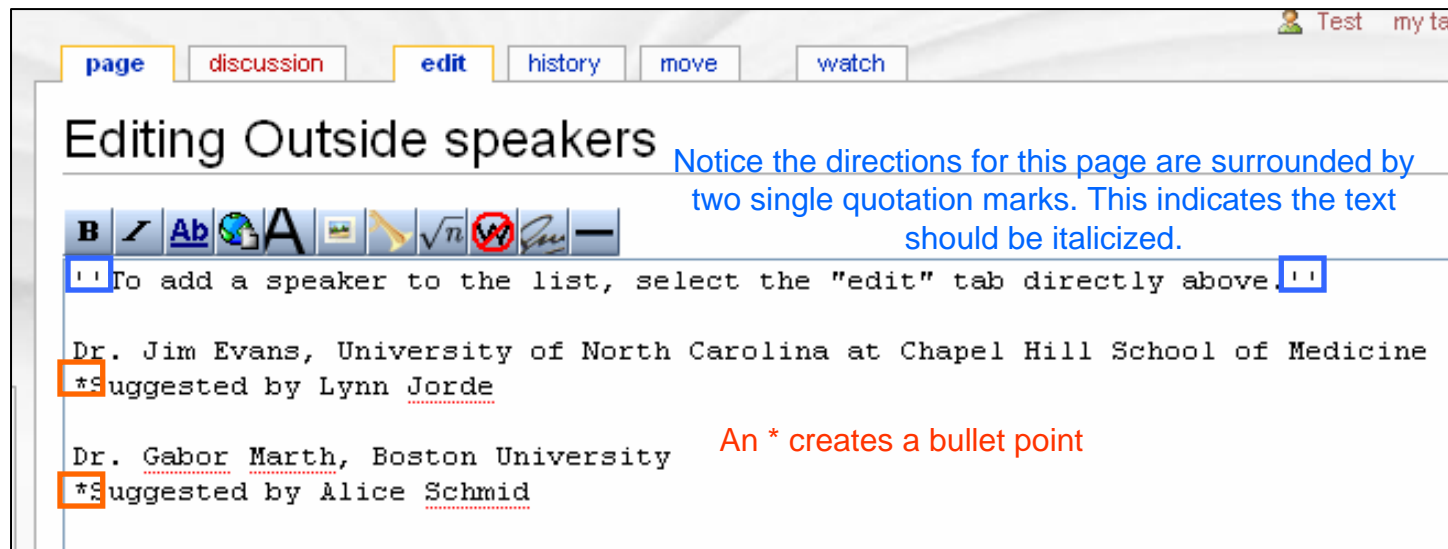 Test my ta
page discussion edit history move watch
Editing Outside speakers
Notice the directions for this page are surrounded by
two single quotation marks. This indicates the text
should be italicized.
B I Ab A √n W
''To add a speaker to the list, select the "edit" tab directly above.''
Dr. Jim Evans, University of North Carolina at Chapel Hill School of Medicine
*Suggested by Lynn Jorde
An * creates a bullet point
Dr. Gabor Marth, Boston University
*Suggested by Alice Schmid